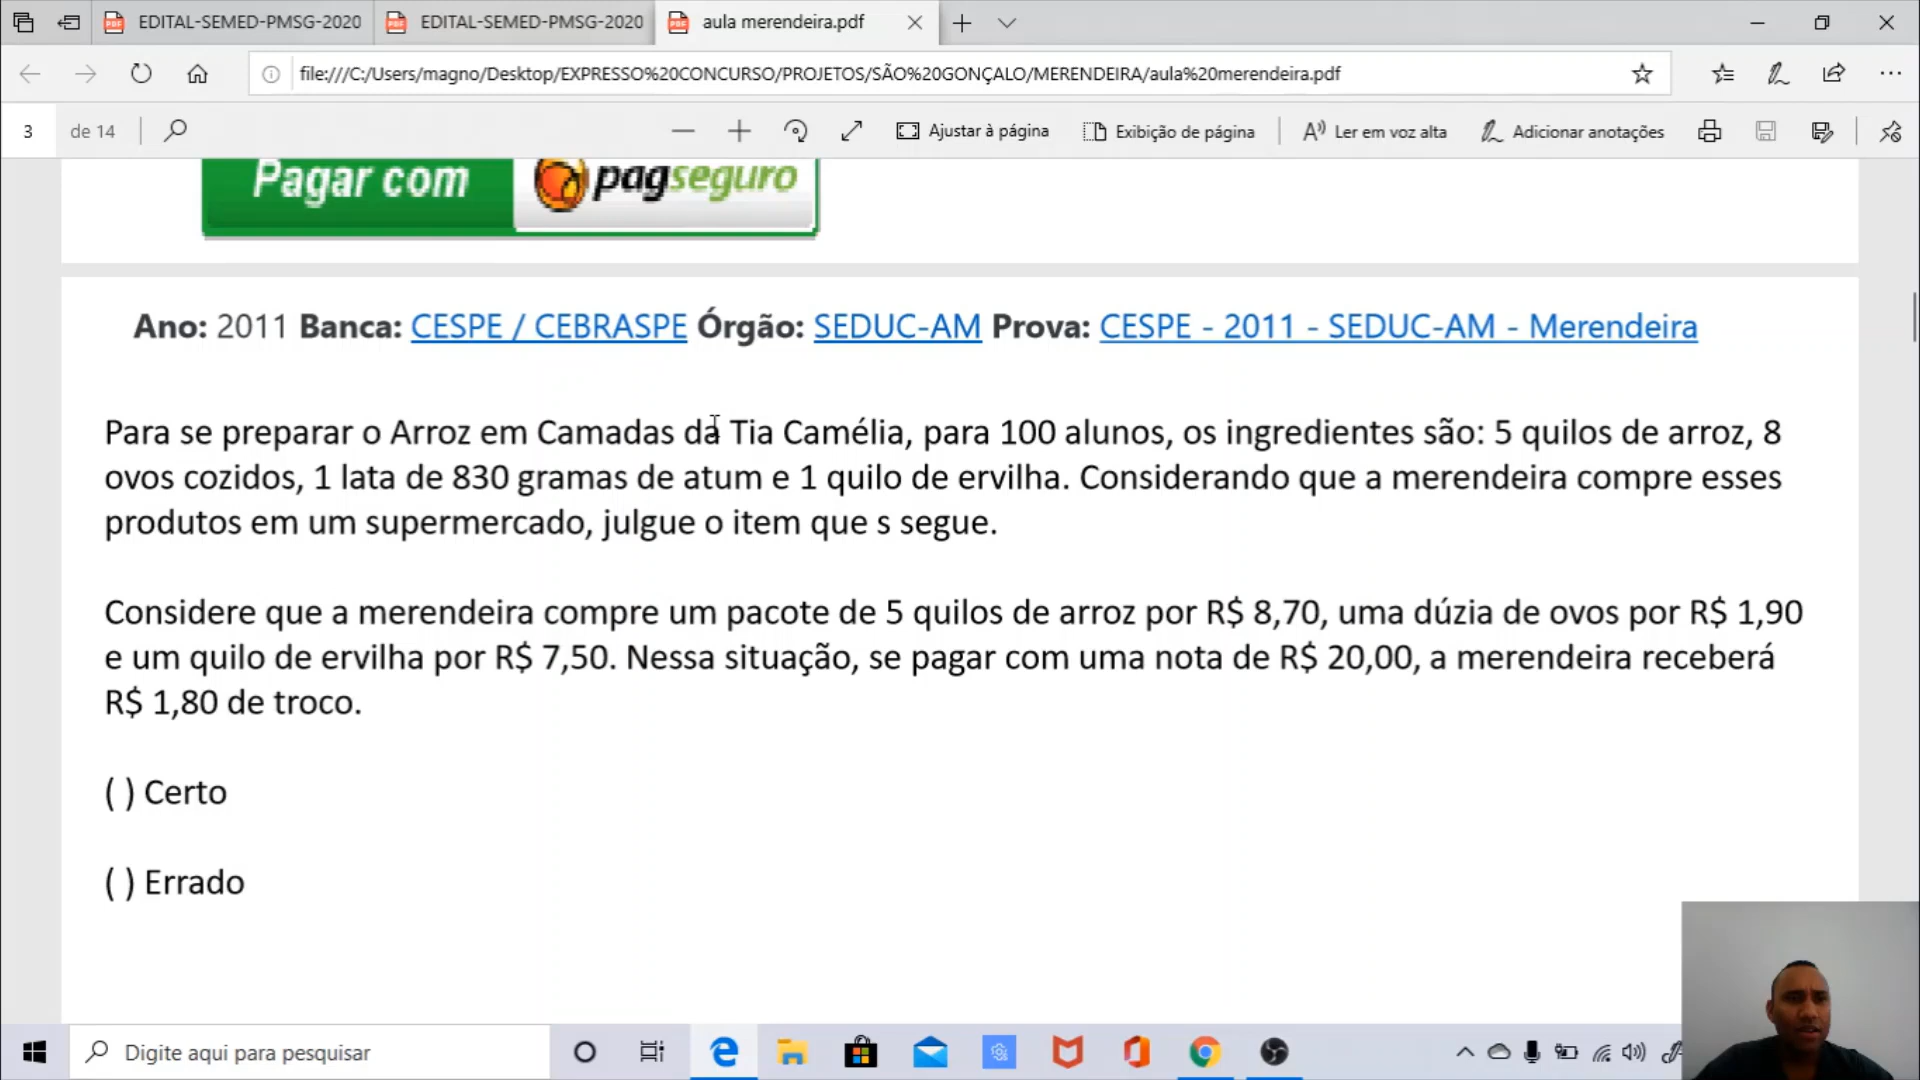 EDITAL-SEMED-PMSG-2020
EDITAL-SEMED-PMSG-2020
aula merendeira.pdf
file:///C:/Users/magno/Desktop/EXPRESSO%20CONCURSO/PROJETOS/SÃO%20GONÇALO/MERENDEIRA/aula%20merendeira.pdf
3 de 14
Ajustar à página
Exibição de página
Ler em voz alta
Adicionar anotações
Pagar com pagseguro
Ano: 2011 Banca: CESPE / CEBRASPE Órgão: SEDUC-AM Prova: CESPE - 2011 - SEDUC-AM - Merendeira
Para se preparar o Arroz em Camadas da Tia Camélia, para 100 alunos, os ingredientes são: 5 quilos de arroz, 8
ovos cozidos, 1 lata de 830 gramas de atum e 1 quilo de ervilha. Considerando que a merendeira compre esses
produtos em um supermercado, julgue o item que s segue.
Considere que a merendeira compre um pacote de 5 quilos de arroz por R$ 8,70, uma dúzia de ovos por R$ 1,90
e um quilo de ervilha por R$ 7,50. Nessa situação, se pagar com uma nota de R$ 20,00, a merendeira receberá
R$ 1,80 de troco.
( ) Certo
( ) Errado
Digite aqui para pesquisar